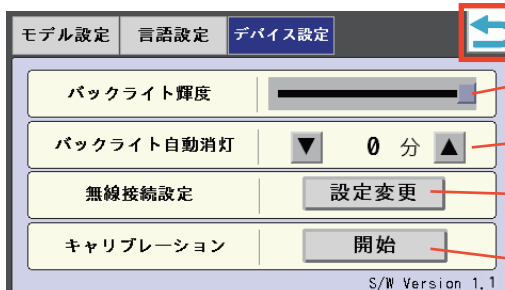 モデル設定 言語設定 デバイス設定
バックライト輝度
バックライト自動消灯 ▼ 0 分 ▲
無線接続設定 設定変更
キャリブレーション 開始
S/W Version 1.1